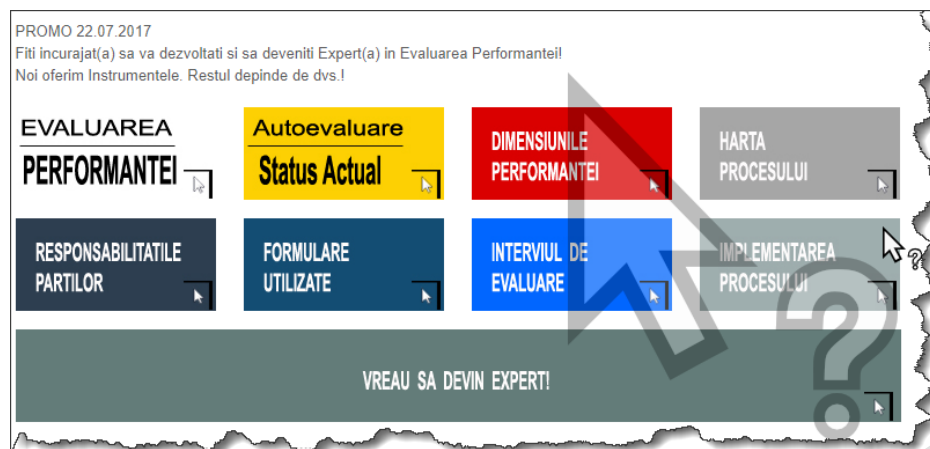 PROMO 22.07.2017
Fiti incurajat(a) sa va dezvoltati si sa deveniti Expert(a) in Evaluarea Performantei!
Noi oferim Instrumentele. Restul depinde de dvs.!
EVALUAREA
PERFORMANTEI
Autoevaluare
Status Actual
DIMENSIUNILE
PERFORMANTEI
HARTA
PROCESULUI
RESPONSABILITATILE
PARTILOR
FORMULARE
UTILIZATE
INTERVIUL DE
EVALUARE
IMPLEMENTAREA
PROCESULUI
VREAU SA DEVIN EXPERT!